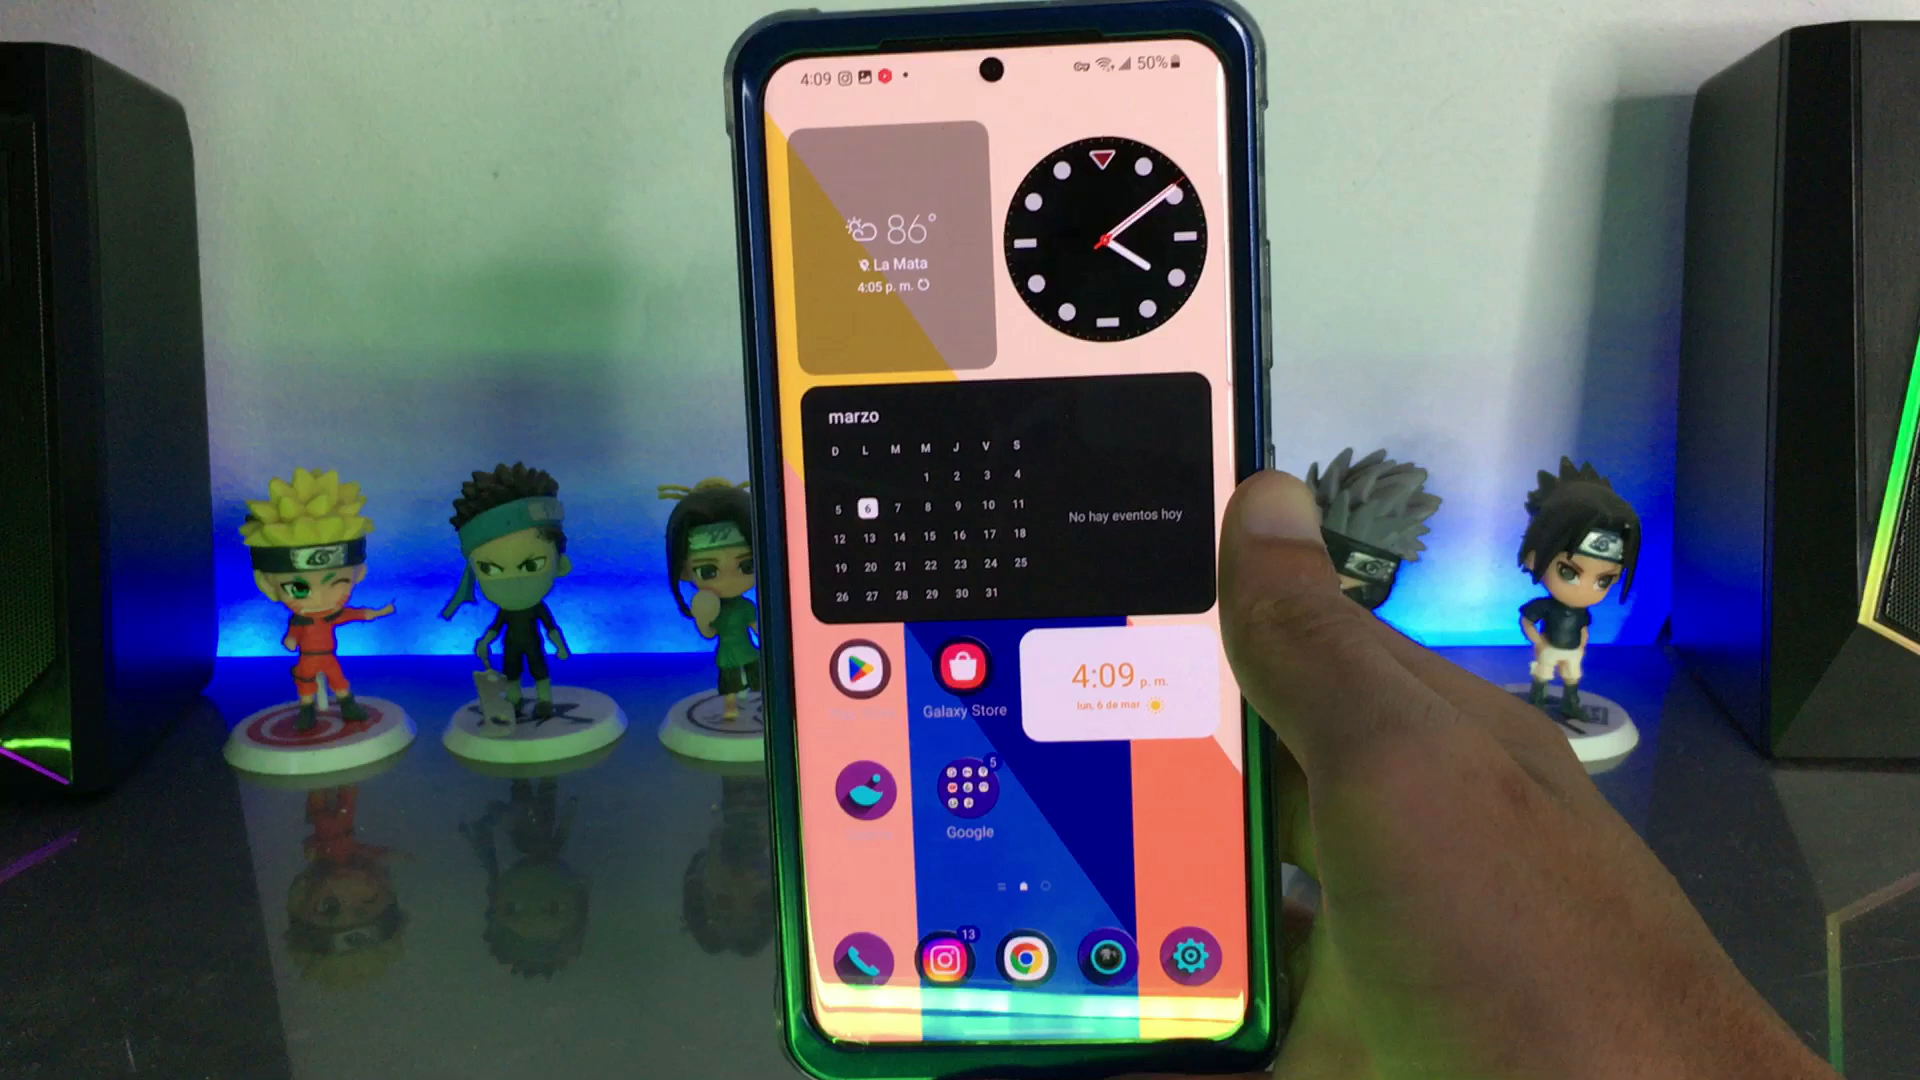 4:09 50%
86°
La Mata
4:05 p. m.
marzo
D L M M J V S
1 2 3 4
5 6 7 8 9 10 11
12 13 14 15 16 17 18
19 20 21 22 23 24 25
26 27 28 29 30 31
No hay eventos hoy
Galaxy Store
4:09 p. m.
lun, 6 de mar
5
Google
13